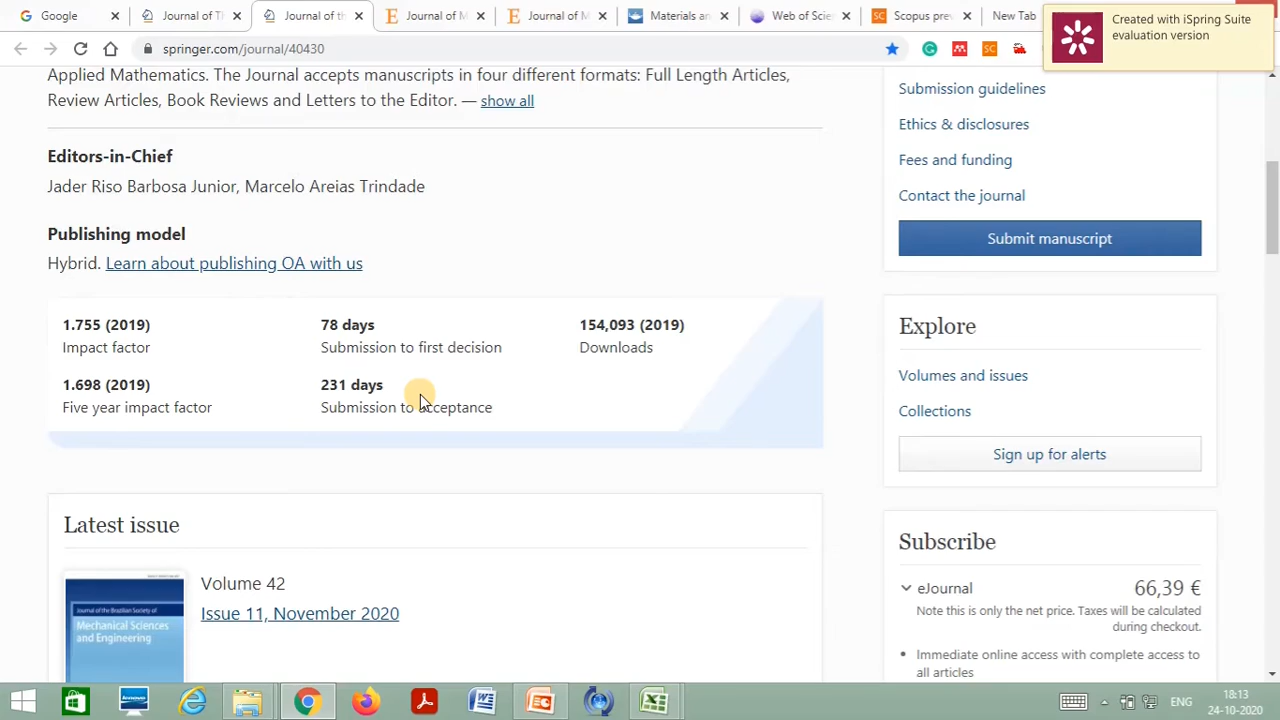 Google
Journal of T
Journal of th
Journal of M
Journal of M
Materials an
Web of Scie
Scopus prev
New Tab
Created with iSpring Suite
evaluation version
springer.com/journal/40430
Applied Mathematics. The Journal accepts manuscripts in four different formats: Full Length Articles,
Review Articles, Book Reviews and Letters to the Editor. — show all
Editors-in-Chief
Jader Riso Barbosa Junior, Marcelo Areias Trindade
Publishing model
Hybrid. Learn about publishing OA with us
1.755 (2019)
Impact factor
78 days
Submission to first decision
154,093 (2019)
Downloads
1.698 (2019)
Five year impact factor
231 days
Submission to acceptance
Latest issue
Journal of the Brazilian Society of
Mechanical Sciences
and Engineering
Volume 42
Issue 11, November 2020
Submission guidelines
Ethics & disclosures
Fees and funding
Contact the journal
Submit manuscript
Explore
Volumes and issues
Collections
Sign up for alerts
Subscribe
eJournal 66,39 €
Note this is only the net price. Taxes will be calculated
during checkout.
Immediate online access with complete access to
all articles
ENG
18:13
24-10-2020